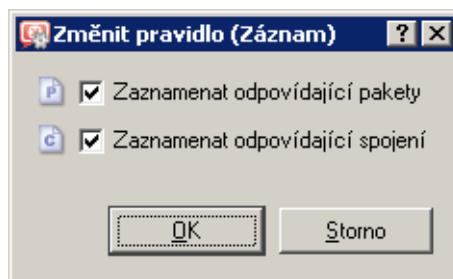 Změnit pravidlo (Záznam)
P Zaznamenat odpovídající pakety
C Zaznamenat odpovídající spojení
OK Storno